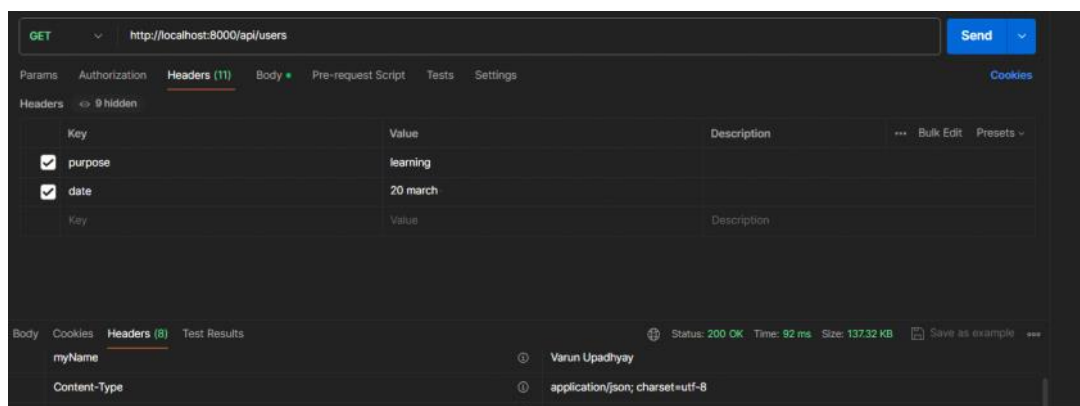 GET http://localhost:8000/api/users Send
Params Authorization Headers (11) Body Pre-request Script Tests Settings Cookies
Headers 9 hidden
Key Value Description ••• Bulk Edit Presets
purpose learning
date 20 march
Key Value Description
Body Cookies Headers (8) Test Results Status: 200 OK Time: 92 ms Size: 137.32 KB Save as example •••
myName Varun Upadhyay
Content-Type application/json; charset=utf-8